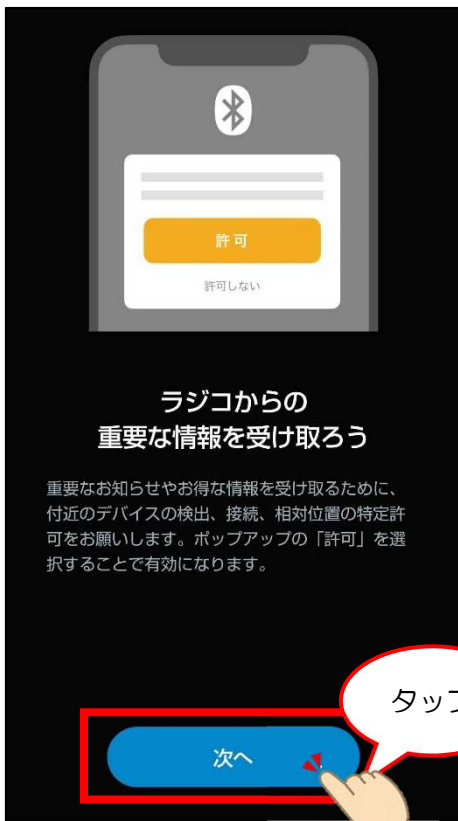 許可
許可しない
ラジコからの
重要な情報を受け取ろう
重要なお知らせやお得な情報を受け取るために、
付近のデバイスの検出、接続、相対位置の特定許
可をお願いします。ポップアップの「許可」を選
択することで有効になります。
タップ
次へ